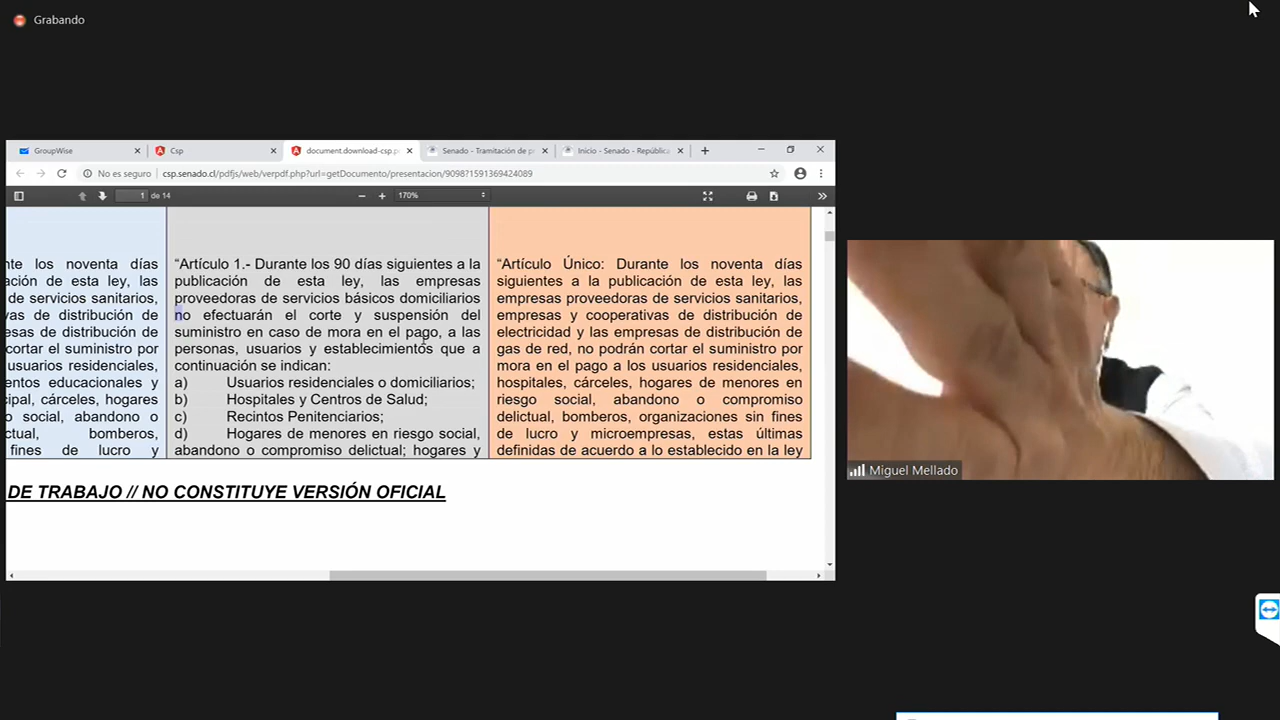 Grabando
GroupWise
Csp
document.download-csp.p
Senado - Tramitación de p
Inicio - Senado - Repúblic
No es seguro
csp.senado.cl/pdfjs/web/verpdf.php?url=getDocumento/presentacion/9098?1591369424089
1 de 14
170%
nte los noventa días
ación de esta ley, las
de servicios sanitarios,
vas de distribución de
esas de distribución de
cortar el suministro por
usuarios residenciales,
entos educacionales y
ipal, cárceles, hogares
o social, abandono o
ctual, bomberos,
fines de lucro y
“Artículo 1.- Durante los 90 días siguientes a la
publicación de esta ley, las empresas
proveedoras de servicios básicos domiciliarios
no efectuarán el corte y suspensión del
suministro en caso de mora en el pago, a las
personas, usuarios y establecimientos que a
continuación se indican:
a) Usuarios residenciales o domiciliarios;
b) Hospitales y Centros de Salud;
c) Recintos Penitenciarios;
d) Hogares de menores en riesgo social,
abandono o compromiso delictual; hogares y
“Artículo Único: Durante los noventa días
siguientes a la publicación de esta ley, las
empresas proveedoras de servicios sanitarios,
empresas y cooperativas de distribución de
electricidad y las empresas de distribución de
gas de red, no podrán cortar el suministro por
mora en el pago a los usuarios residenciales,
hospitales, cárceles, hogares de menores en
riesgo social, abandono o compromiso
delictual, bomberos, organizaciones sin fines
de lucro y microempresas, estas últimas
definidas de acuerdo a lo establecido en la ley
DE TRABAJO // NO CONSTITUYE VERSIÓN OFICIAL
Miguel Mellado